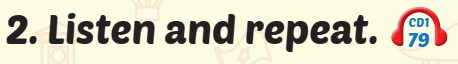 2. Listen and repeat. CD1
79